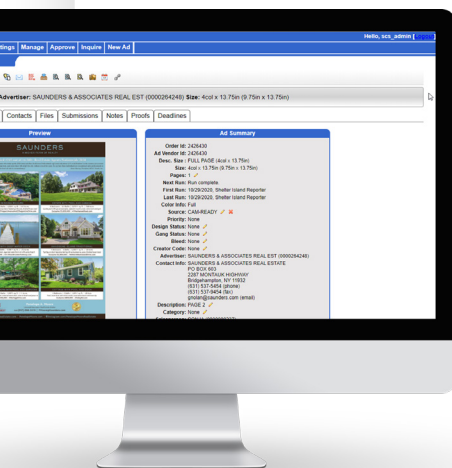 Hello, scs_admin [Logout]
tings Manage Approve Inquire New Ad
Advertiser: SAUNDERS & ASSOCIATES REAL EST (0000264248) Size: 4col x 13.75in (9.75in x 13.75in)
Contacts Files Submissions Notes Proofs Deadlines
Preview
SAUNDERS
Ad Summary
Order Id: 2426430
Ad Vendor Id: 2426430
Desc. Size: FULL PAGE (4col x 13.75in)
Size: 4col x 13.75in (9.75in x 13.75in)
Pages: 1
Next Run: Run complete.
First Run: 10/29/2020, Shelter Island Reporter
Last Run: 10/29/2020, Shelter Island Reporter
Color Info: Full
Source: CAM-READY
Priority: None
Design Status: None
Gang Status: None
Bleed: None
Creator Code: None
Advertiser: SAUNDERS & ASSOCIATES REAL EST (0000264248)
Contact Info: SAUNDERS & ASSOCIATES REAL ESTATE
PO BOX 603
2287 MONTAUK HIGHWAY
Bridgehampton, NY 11932
(631) 537-5454 (phone)
(631) 537-9454 (fax)
gnolan@saunders.com (email)
Description: PAGE 2
Category: None